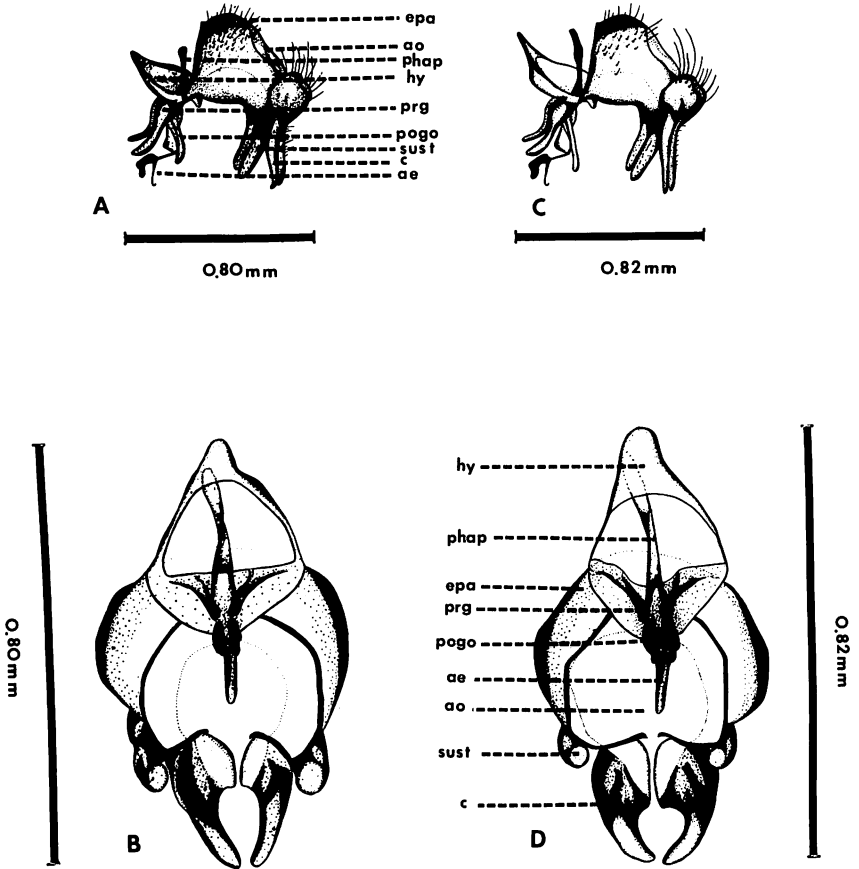 epa
ao
phap
hy
prg
pogo
sust
c
ae
A
C
0.80mm
0.82mm
hy
phap
epa
prg
pogo
ae
ao
sust
c
0.80mm
0.82mm
B
D